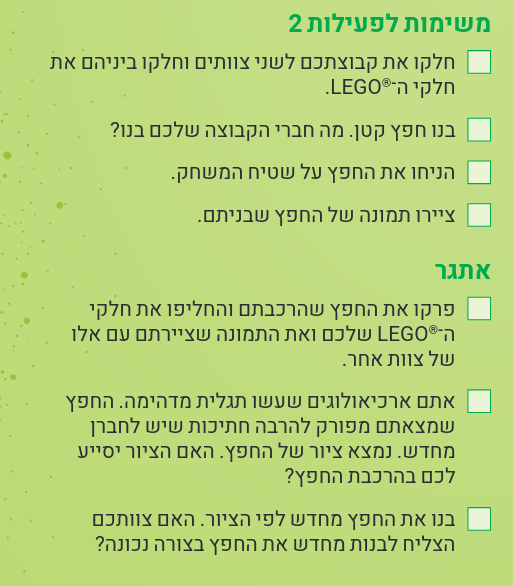 משימות לפעילות 2
חלקו את קבוצתכם לשני צוותים וחלקו ביניהם את
חלקי ה-®LEGO.
בנו חפץ קטן. מה חברי הקבוצה שלכם בנו?
הניחו את החפץ על שטיח המשחק.
ציירו תמונה של החפץ שבניתם.
אתגר
פרקו את החפץ שהרכבתם והחליפו את חלקי
ה-®LEGO שלכם ואת התמונה שציירתם עם אלו
של צוות אחר.
אתם ארכיאולוגים שעשו תגלית מדהימה. החפץ
שמצאתם מפורק להרבה חתיכות שיש לחברן
מחדש. נמצא ציור של החפץ. האם הציור יסייע
לכם בהרכבת החפץ?
בנו את החפץ מחדש לפי הציור. האם צוותכם
הצליח לבנות מחדש את החפץ בצורה נכונה?